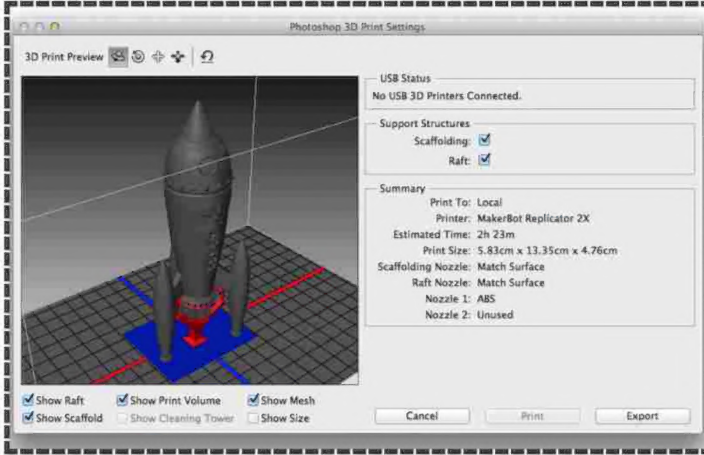 Photoshop 3D Print Settings
3D Print Preview
USB Status
No USB 3D Printers Connected.
Support Structures
Scaffolding:
Raft:
Summary
Print To: Local
Printer: MakerBot Replicator 2X
Estimated Time: 2h 23m
Print Size: 5.83cm x 13.35cm x 4.76cm
Scaffolding Nozzle: Match Surface
Raft Nozzle: Match Surface
Nozzle 1: ABS
Nozzle 2: Unused
Show Raft Show Print Volume Show Mesh
Show Scaffold Show Cleaning Tower Show Size
Cancel Print Export